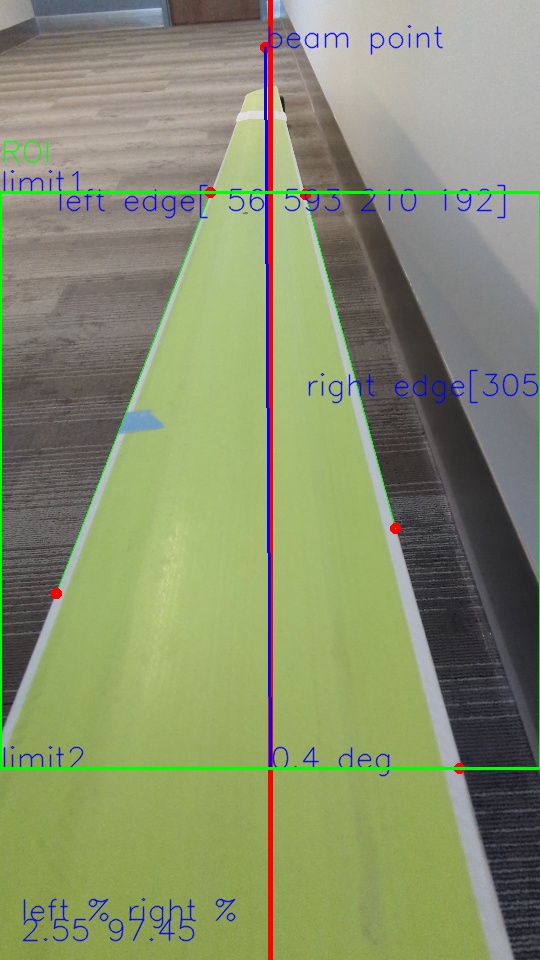 beam point
ROI
limit1
left edge[ 56 593 210 192]
right edge[305
limit2
0.4 deg
left % right %
2.55 97.45